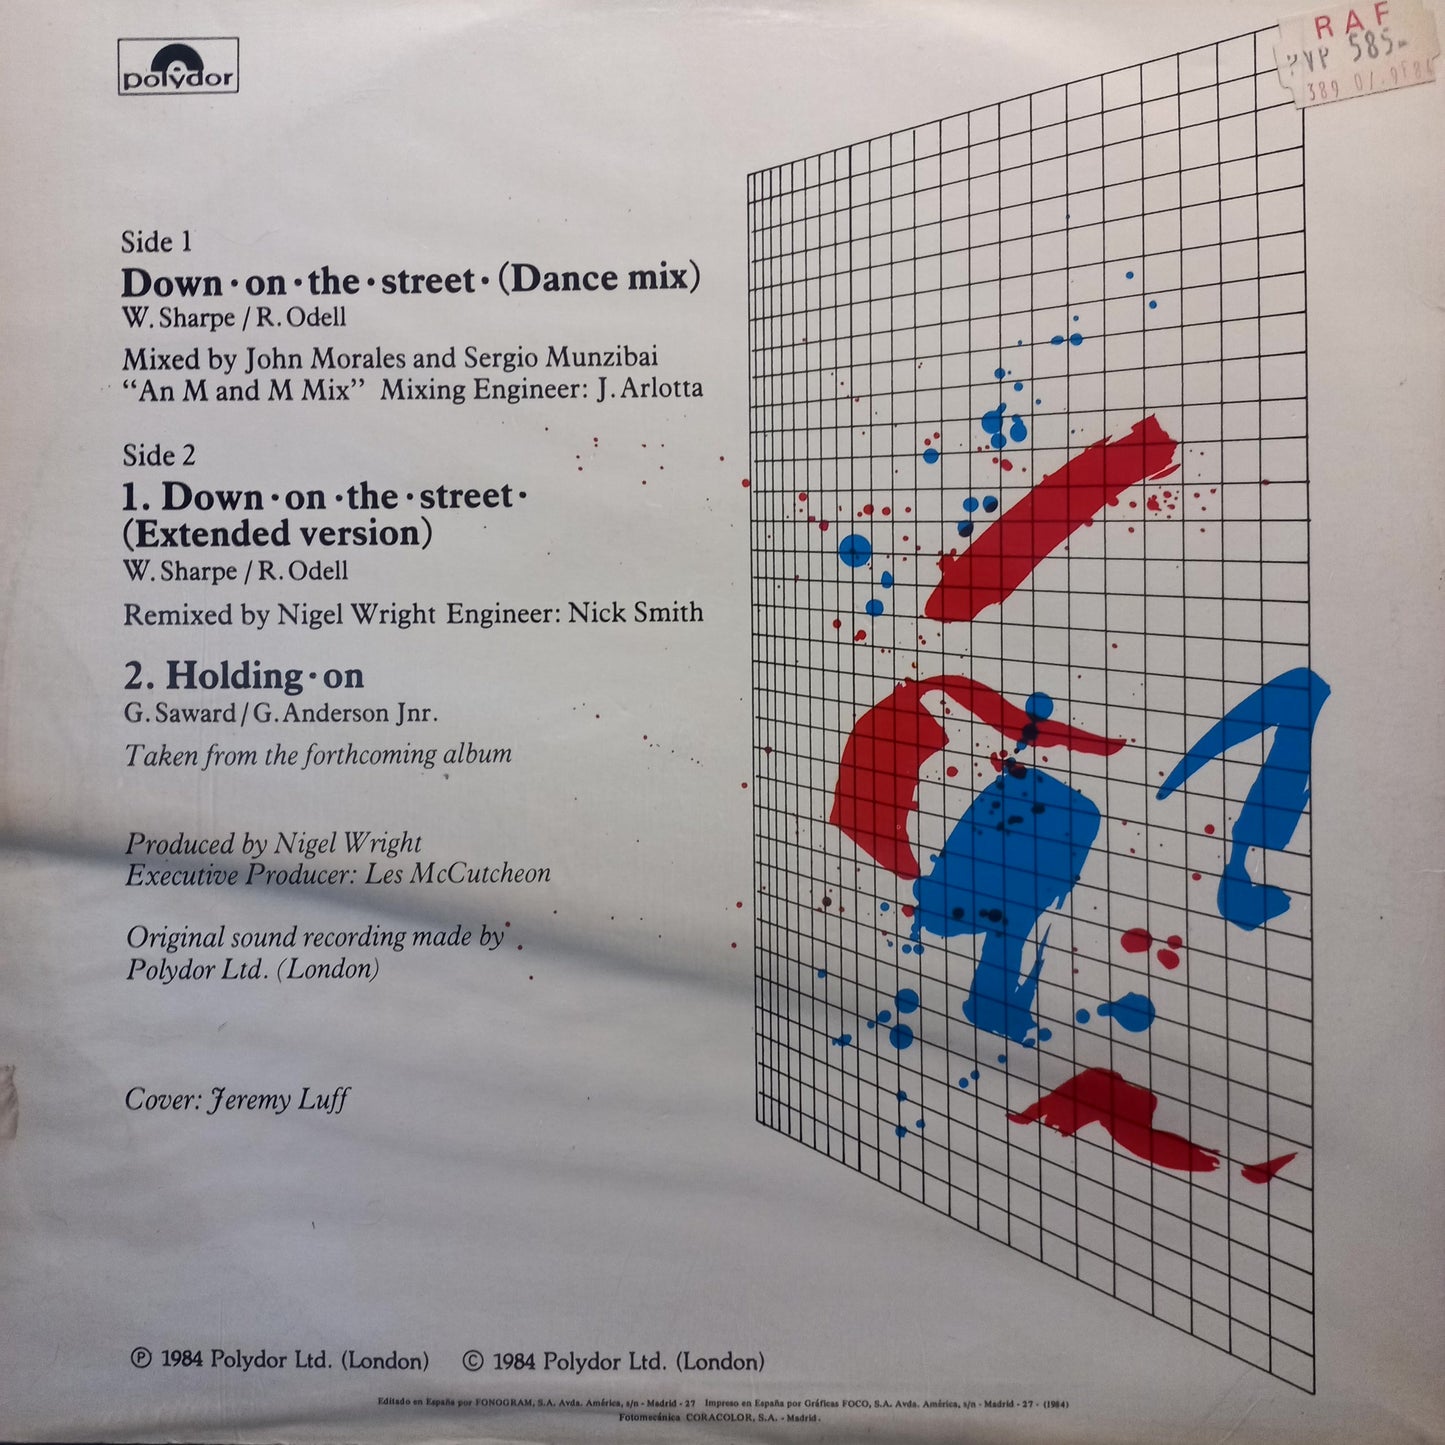 polydor
RAF
PVP 585-
389
Side 1
Down·on·the·street·(Dance mix)
W. Sharpe / R. Odell
Mixed by John Morales and Sergio Munzibai
“An M and M Mix” Mixing Engineer: J. Arlotta
Side 2
1. Down·on·the·street·
(Extended version)
W. Sharpe / R. Odell
Remixed by Nigel Wright Engineer: Nick Smith
2. Holding·on
G. Saward / G. Anderson Jnr.
Taken from the forthcoming album
Produced by Nigel Wright
Executive Producer: Les McCutcheon
Original sound recording made by
Polydor Ltd. (London)
Cover: Jeremy Luff
Ⓟ 1984 Polydor Ltd. (London) © 1984 Polydor Ltd. (London)
Editado en España por FONOGRAM, S.A. Avda. América, s/n - Madrid - 27 Impreso en España por Gráficas FOCO, S.A. Avda. América, s/n - Madrid - 27 - (1984)
Fotomecánica CORACOLOR, S.A. - Madrid.